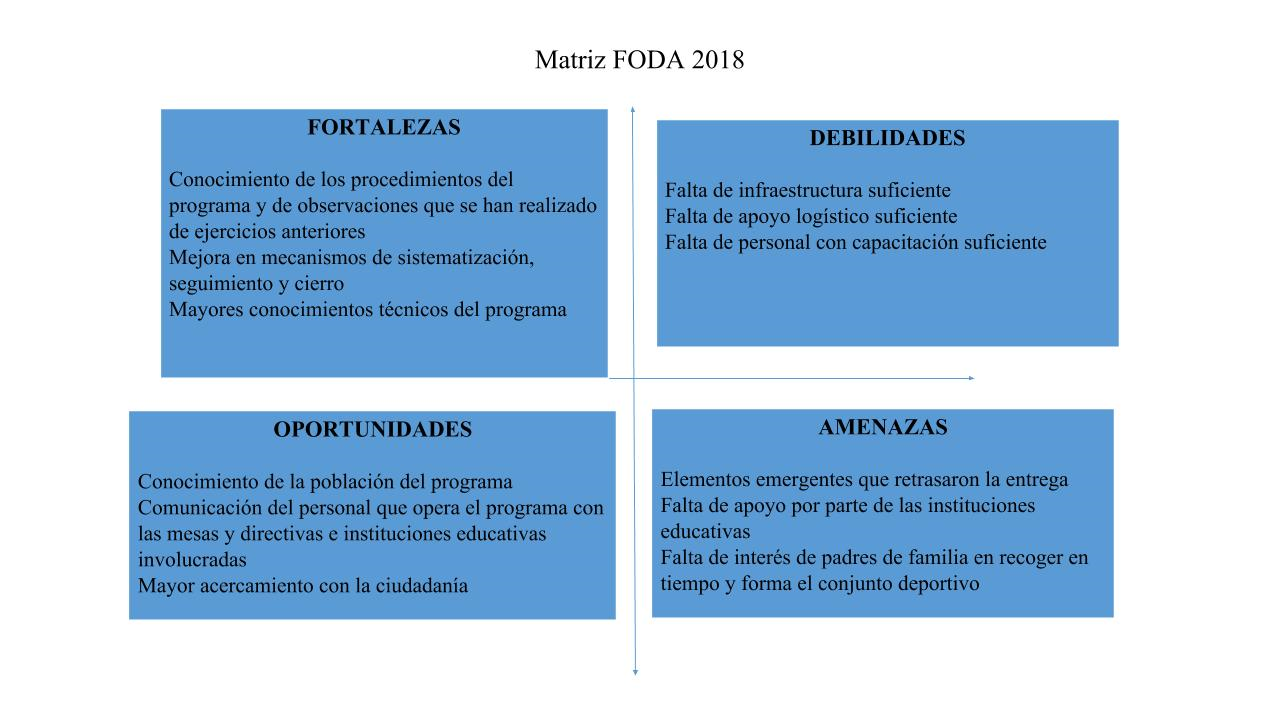 Matriz FODA 2018
FORTALEZAS
Conocimiento de los procedimientos del
programa y de observaciones que se han realizado
de ejercicios anteriores
Mejora en mecanismos de sistematización,
seguimiento y cierro
Mayores conocimientos técnicos del programa
DEBILIDADES
Falta de infraestructura suficiente
Falta de apoyo logístico suficiente
Falta de personal con capacitación suficiente
OPORTUNIDADES
Conocimiento de la población del programa
Comunicación del personal que opera el programa con
las mesas y directivas e instituciones educativas
involucradas
Mayor acercamiento con la ciudadanía
AMENAZAS
Elementos emergentes que retrasaron la entrega
Falta de apoyo por parte de las instituciones
educativas
Falta de interés de padres de familia en recoger en
tiempo y forma el conjunto deportivo